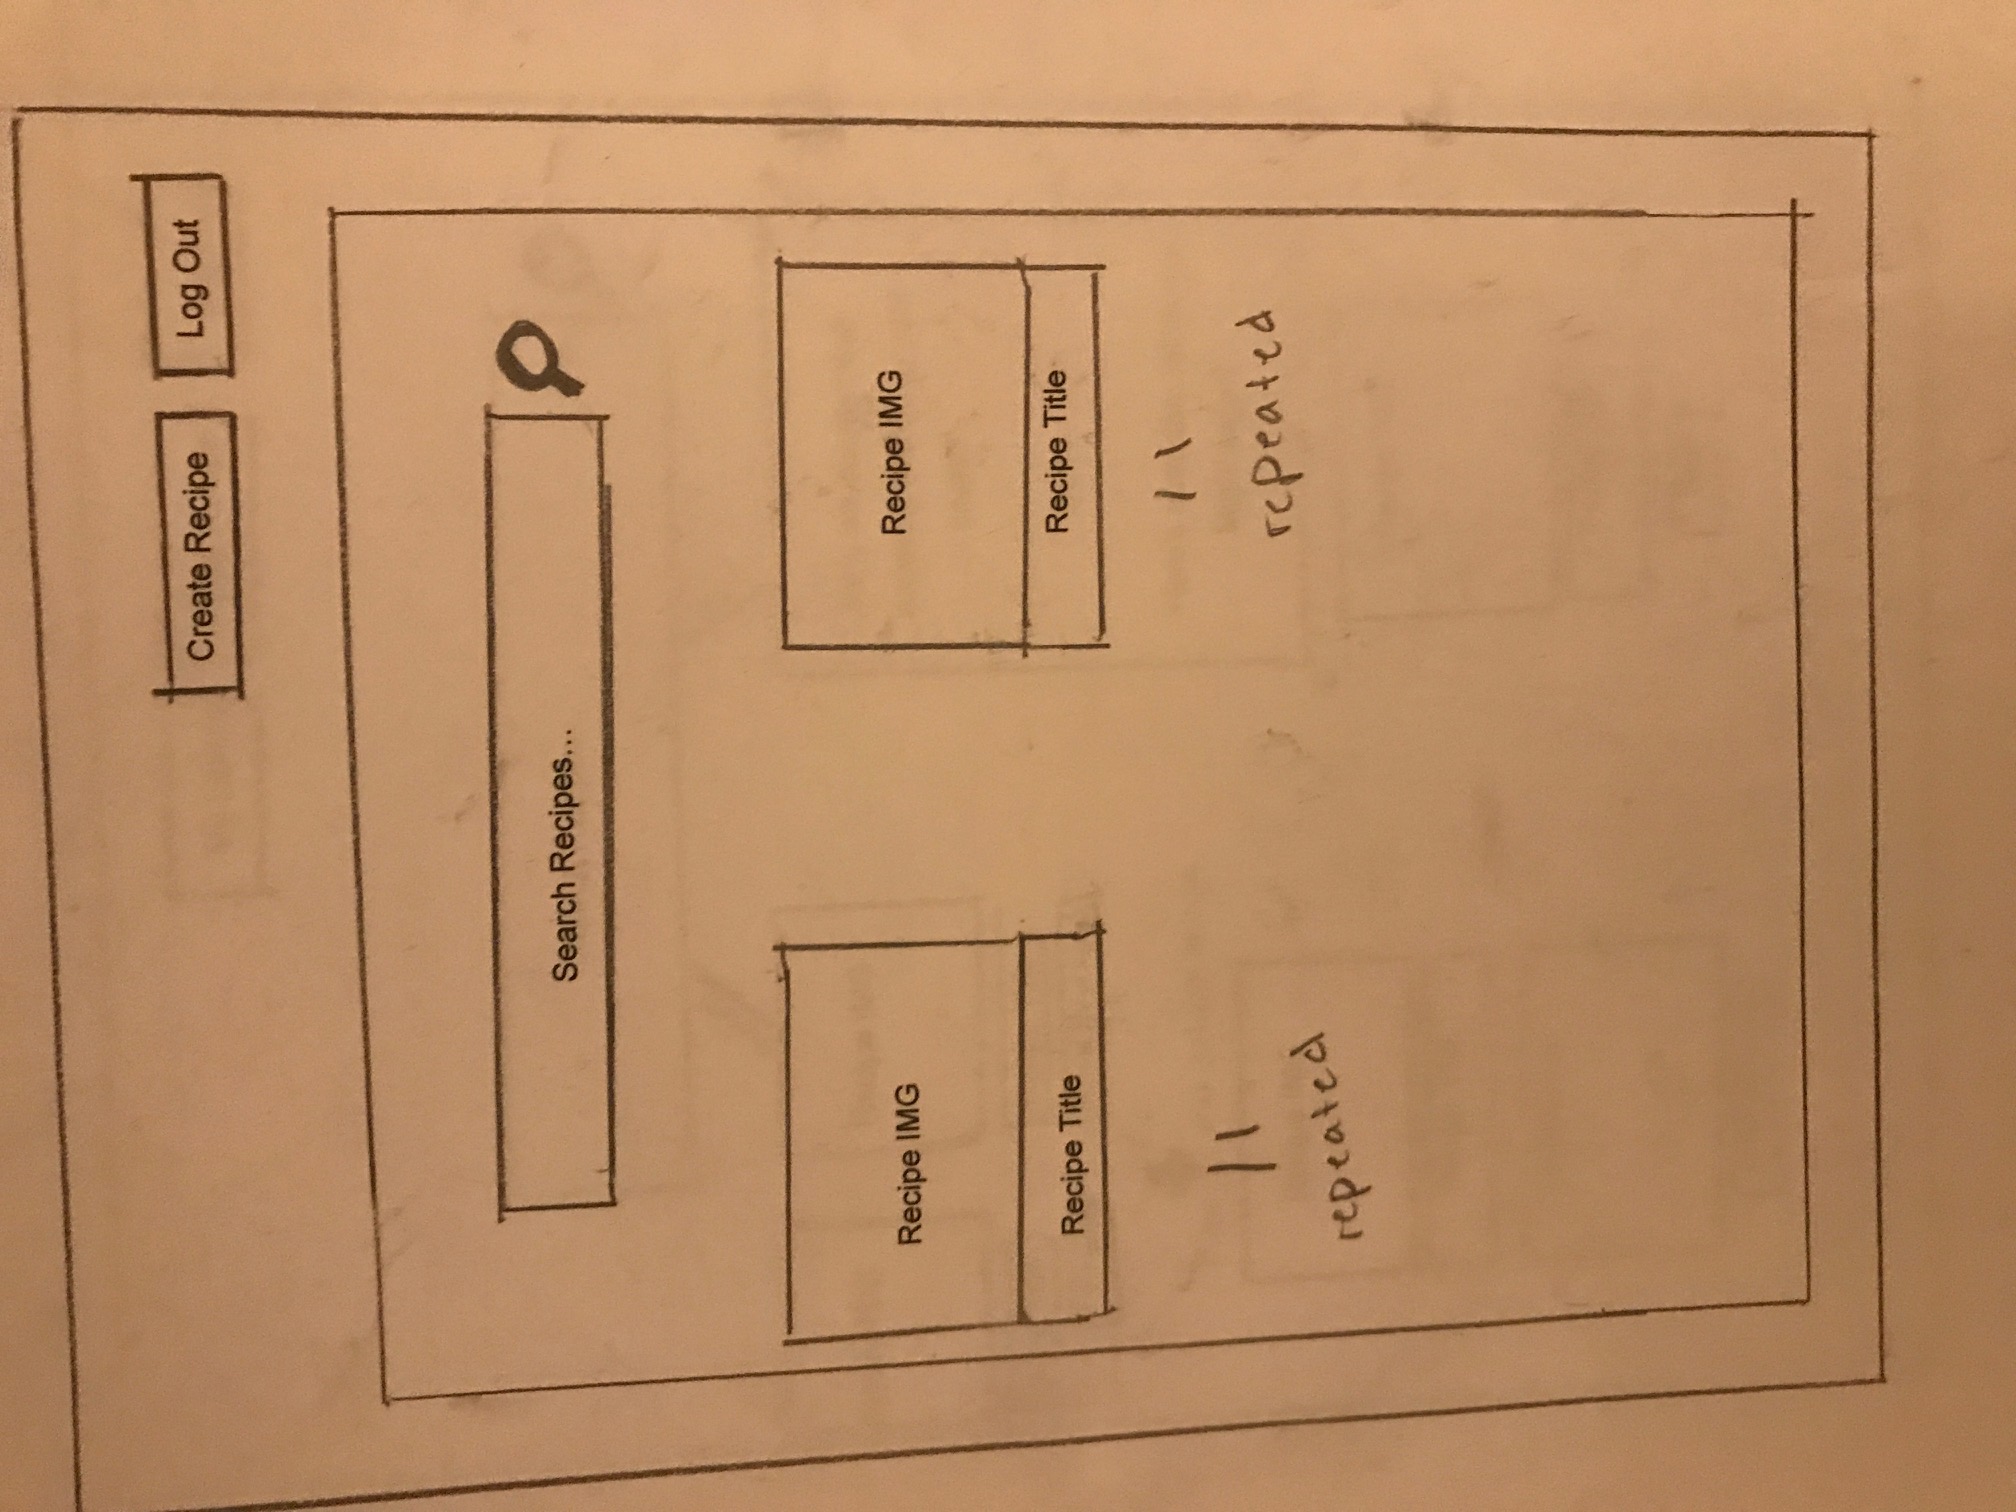 Create Recipe
Log Out
Search Recipes...
Recipe IMG
Recipe IMG
Recipe Title
Recipe Title
"
repeated
"
repeated